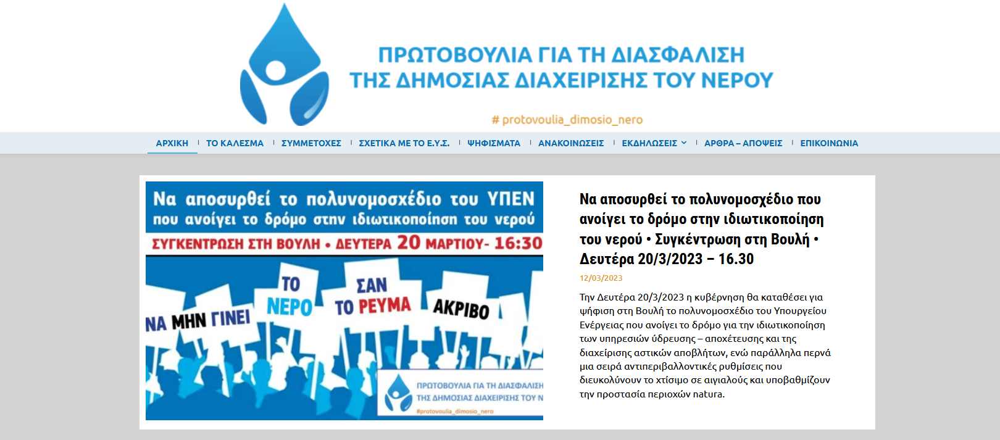 ΠΡΩΤΟΒΟΥΛΙΑ ΓΙΑ ΤΗ ΔΙΑΣΦΑΛΙΣΗ
ΤΗΣ ΔΗΜΟΣΙΑΣ ΔΙΑΧΕΙΡΙΣΗΣ ΤΟΥ ΝΕΡΟΥ
# protovoulia_dimosio_nero
ΑΡΧΙΚΗ
ΤΟ ΚΑΛΕΣΜΑ
ΣΥΜΜΕΤΟΧΕΣ
ΣΧΕΤΙΚΑ ΜΕ ΤΟ Ε.Υ.Σ.
ΨΗΦΙΣΜΑΤΑ
ΑΝΑΚΟΙΝΩΣΕΙΣ
ΕΚΔΗΛΩΣΕΙΣ
ΑΡΘΡΑ – ΑΠΟΨΕΙΣ
ΕΠΙΚΟΙΝΩΝΙΑ
Να αποσυρθεί το πολυνομοσχέδιο του ΥΠΕΝ
που ανοίγει το δρόμο στην ιδιωτικοποίηση του νερού
ΣΥΓΚΕΝΤΡΩΣΗ ΣΤΗ ΒΟΥΛΗ • ΔΕΥΤΕΡΑ 20 ΜΑΡΤΙΟΥ- 16:30
ΝΑ ΜΗΝ ΓΙΝΕΙ
ΤΟ
ΝΕΡΟ
ΣΑΝ
ΤΟ ΡΕΥΜΑ
ΑΚΡΙΒΟ
ΠΡΩΤΟΒΟΥΛΙΑ ΓΙΑ ΤΗ ΔΙΑΣΦΑΛΙΣΗ
ΤΗΣ ΔΗΜΟΣΙΑΣ ΔΙΑΧΕΙΡΙΣΗΣ ΤΟΥ Ν
#protovoulia_dimosio_nero
Να αποσυρθεί το πολυνομοσχέδιο που
ανοίγει το δρόμο στην ιδιωτικοποίηση
του νερού • Συγκέντρωση στη Βουλή •
Δευτέρα 20/3/2023 – 16.30
12/03/2023
Την Δευτέρα 20/3/2023 η κυβέρνηση θα καταθέσει για
ψήφιση στη Βουλή το πολυνομοσχέδιο του Υπουργείου
Ενέργειας που ανοίγει το δρόμο για την ιδιωτικοποίηση
των υπηρεσιών ύδρευσης – αποχέτευσης και της
διαχείρισης αστικών αποβλήτων, ενώ παράλληλα περνά
μια σειρά αντιπεριβαλλοντικές ρυθμίσεις που
διευκολύνουν το χτίσιμο σε αιγιαλούς και υποβαθμίζουν
την προστασία περιοχών natura.